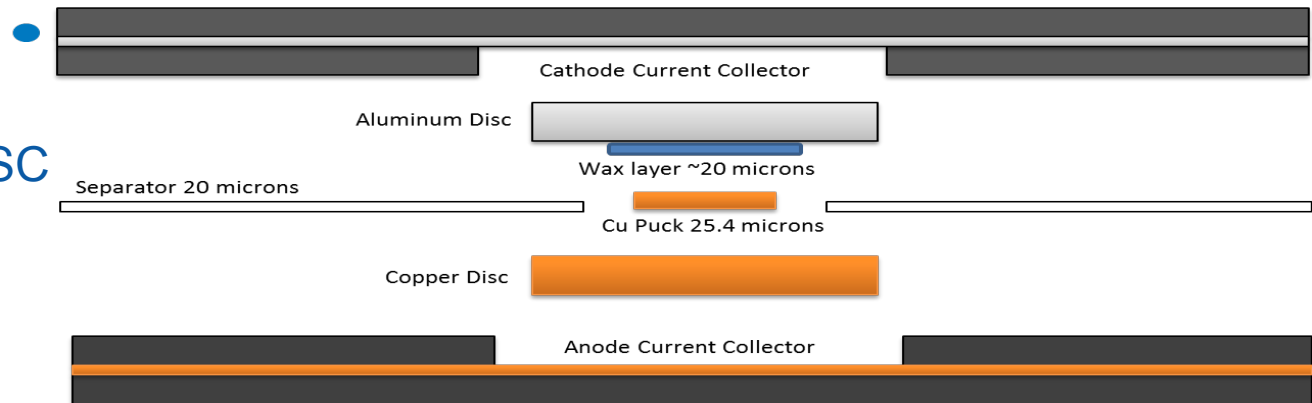 Cathode Current Collector
Aluminum Disc
SC
Wax layer ~20 microns
Separator 20 microns
Cu Puck 25.4 microns
Copper Disc
Anode Current Collector